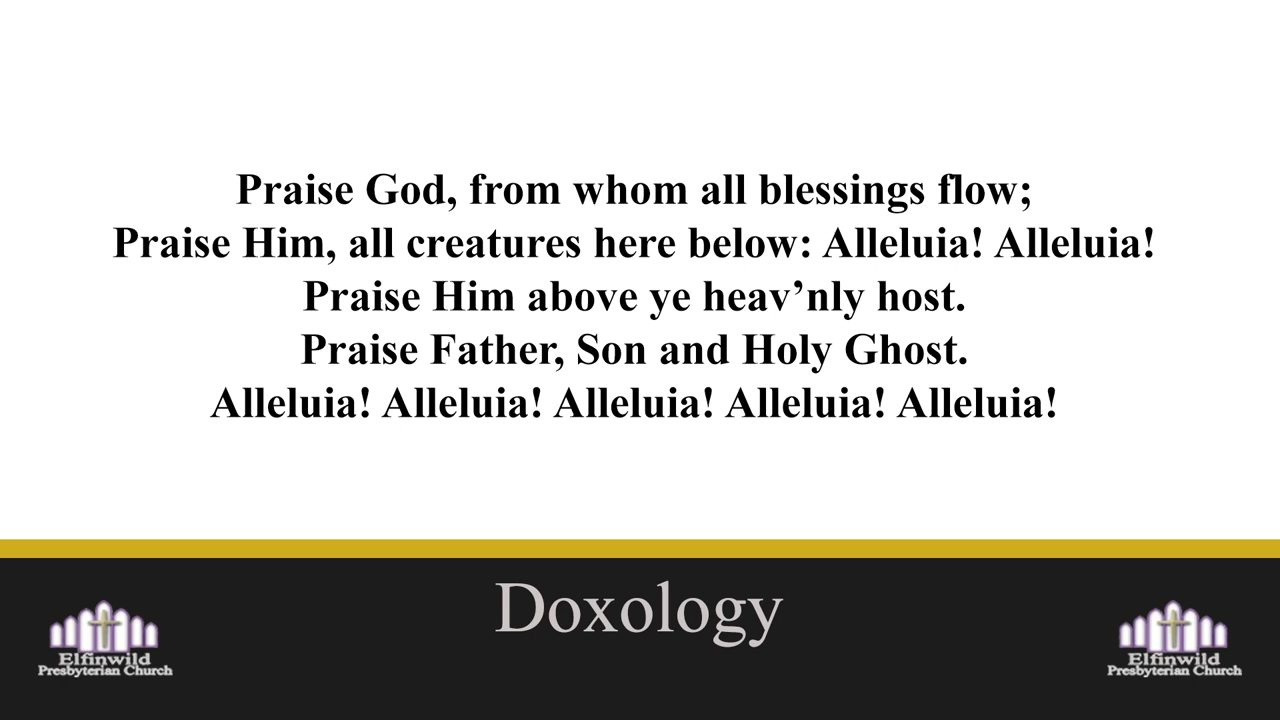 Praise God, from whom all blessings flow;
Praise Him, all creatures here below: Alleluia! Alleluia!
Praise Him above ye heav’nly host.
Praise Father, Son and Holy Ghost.
Alleluia! Alleluia! Alleluia! Alleluia! Alleluia!
Doxology
Elfinwild
Presbyterian Church
Elfinwild
Presbyterian Church